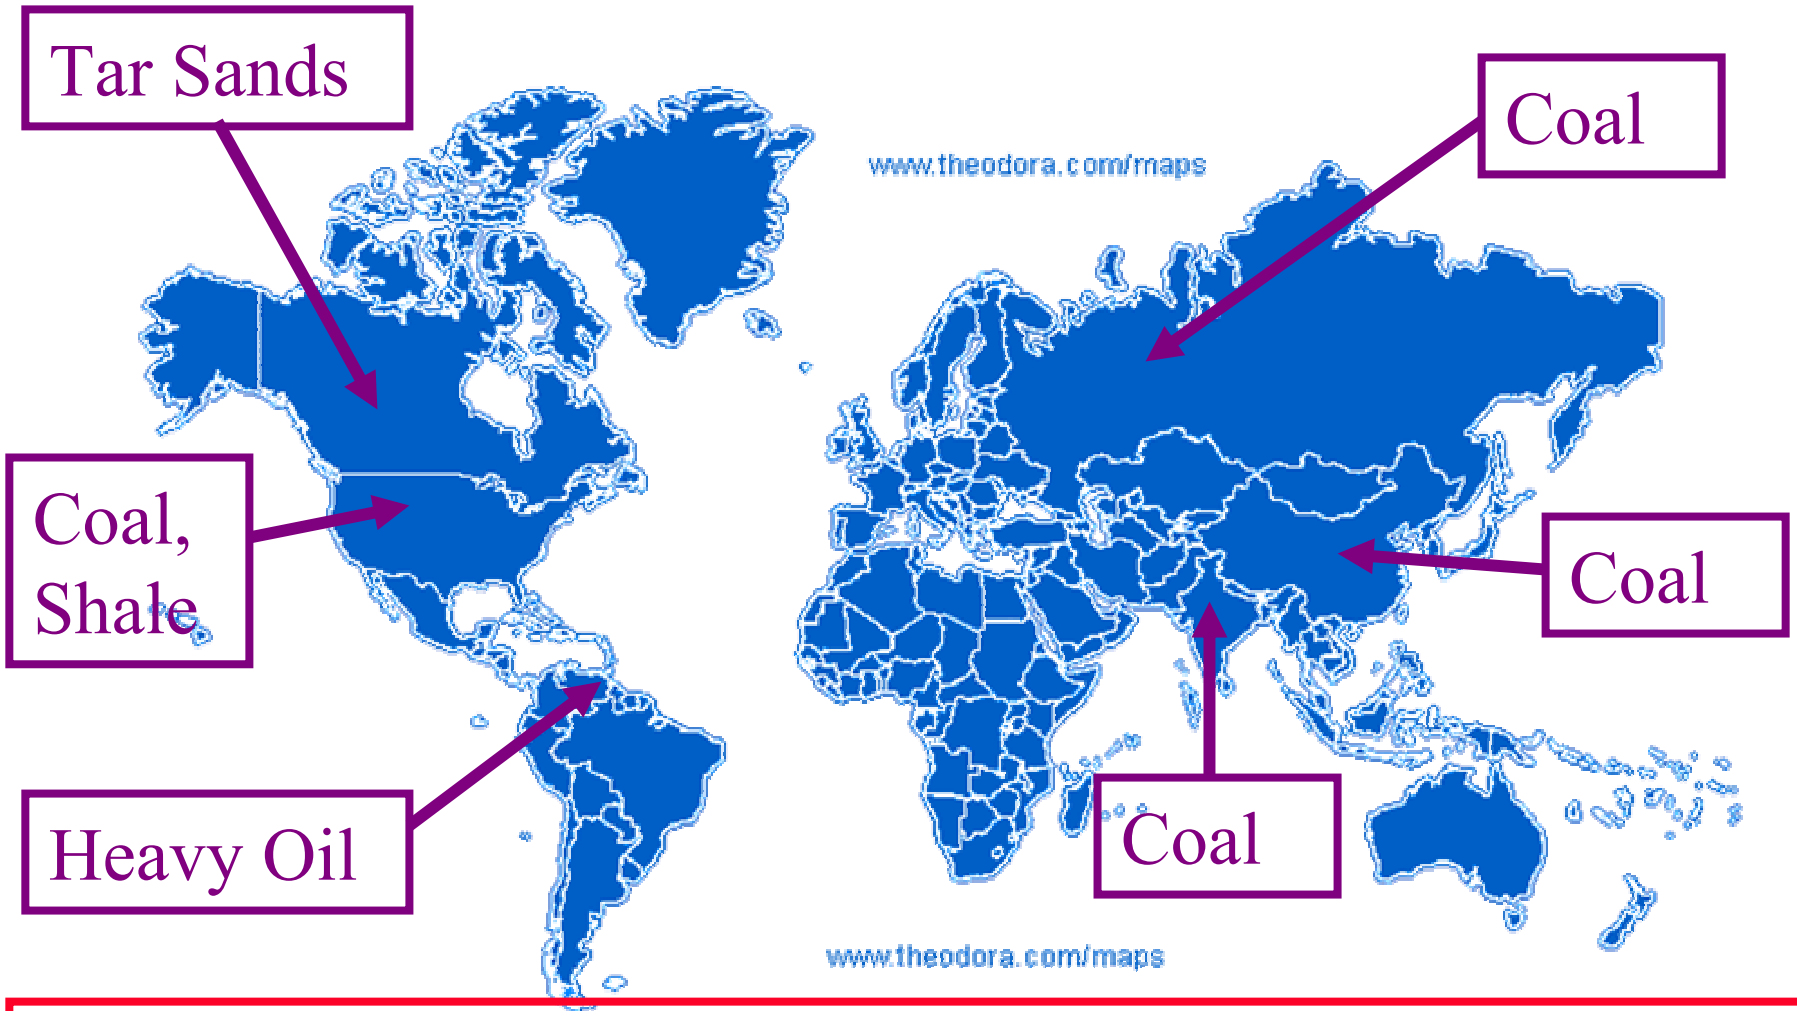 Tar Sands
Coal
www.theodora.com/maps
Coal,
Shale
Coal
Heavy Oil
Coal
www.theodora.com/maps